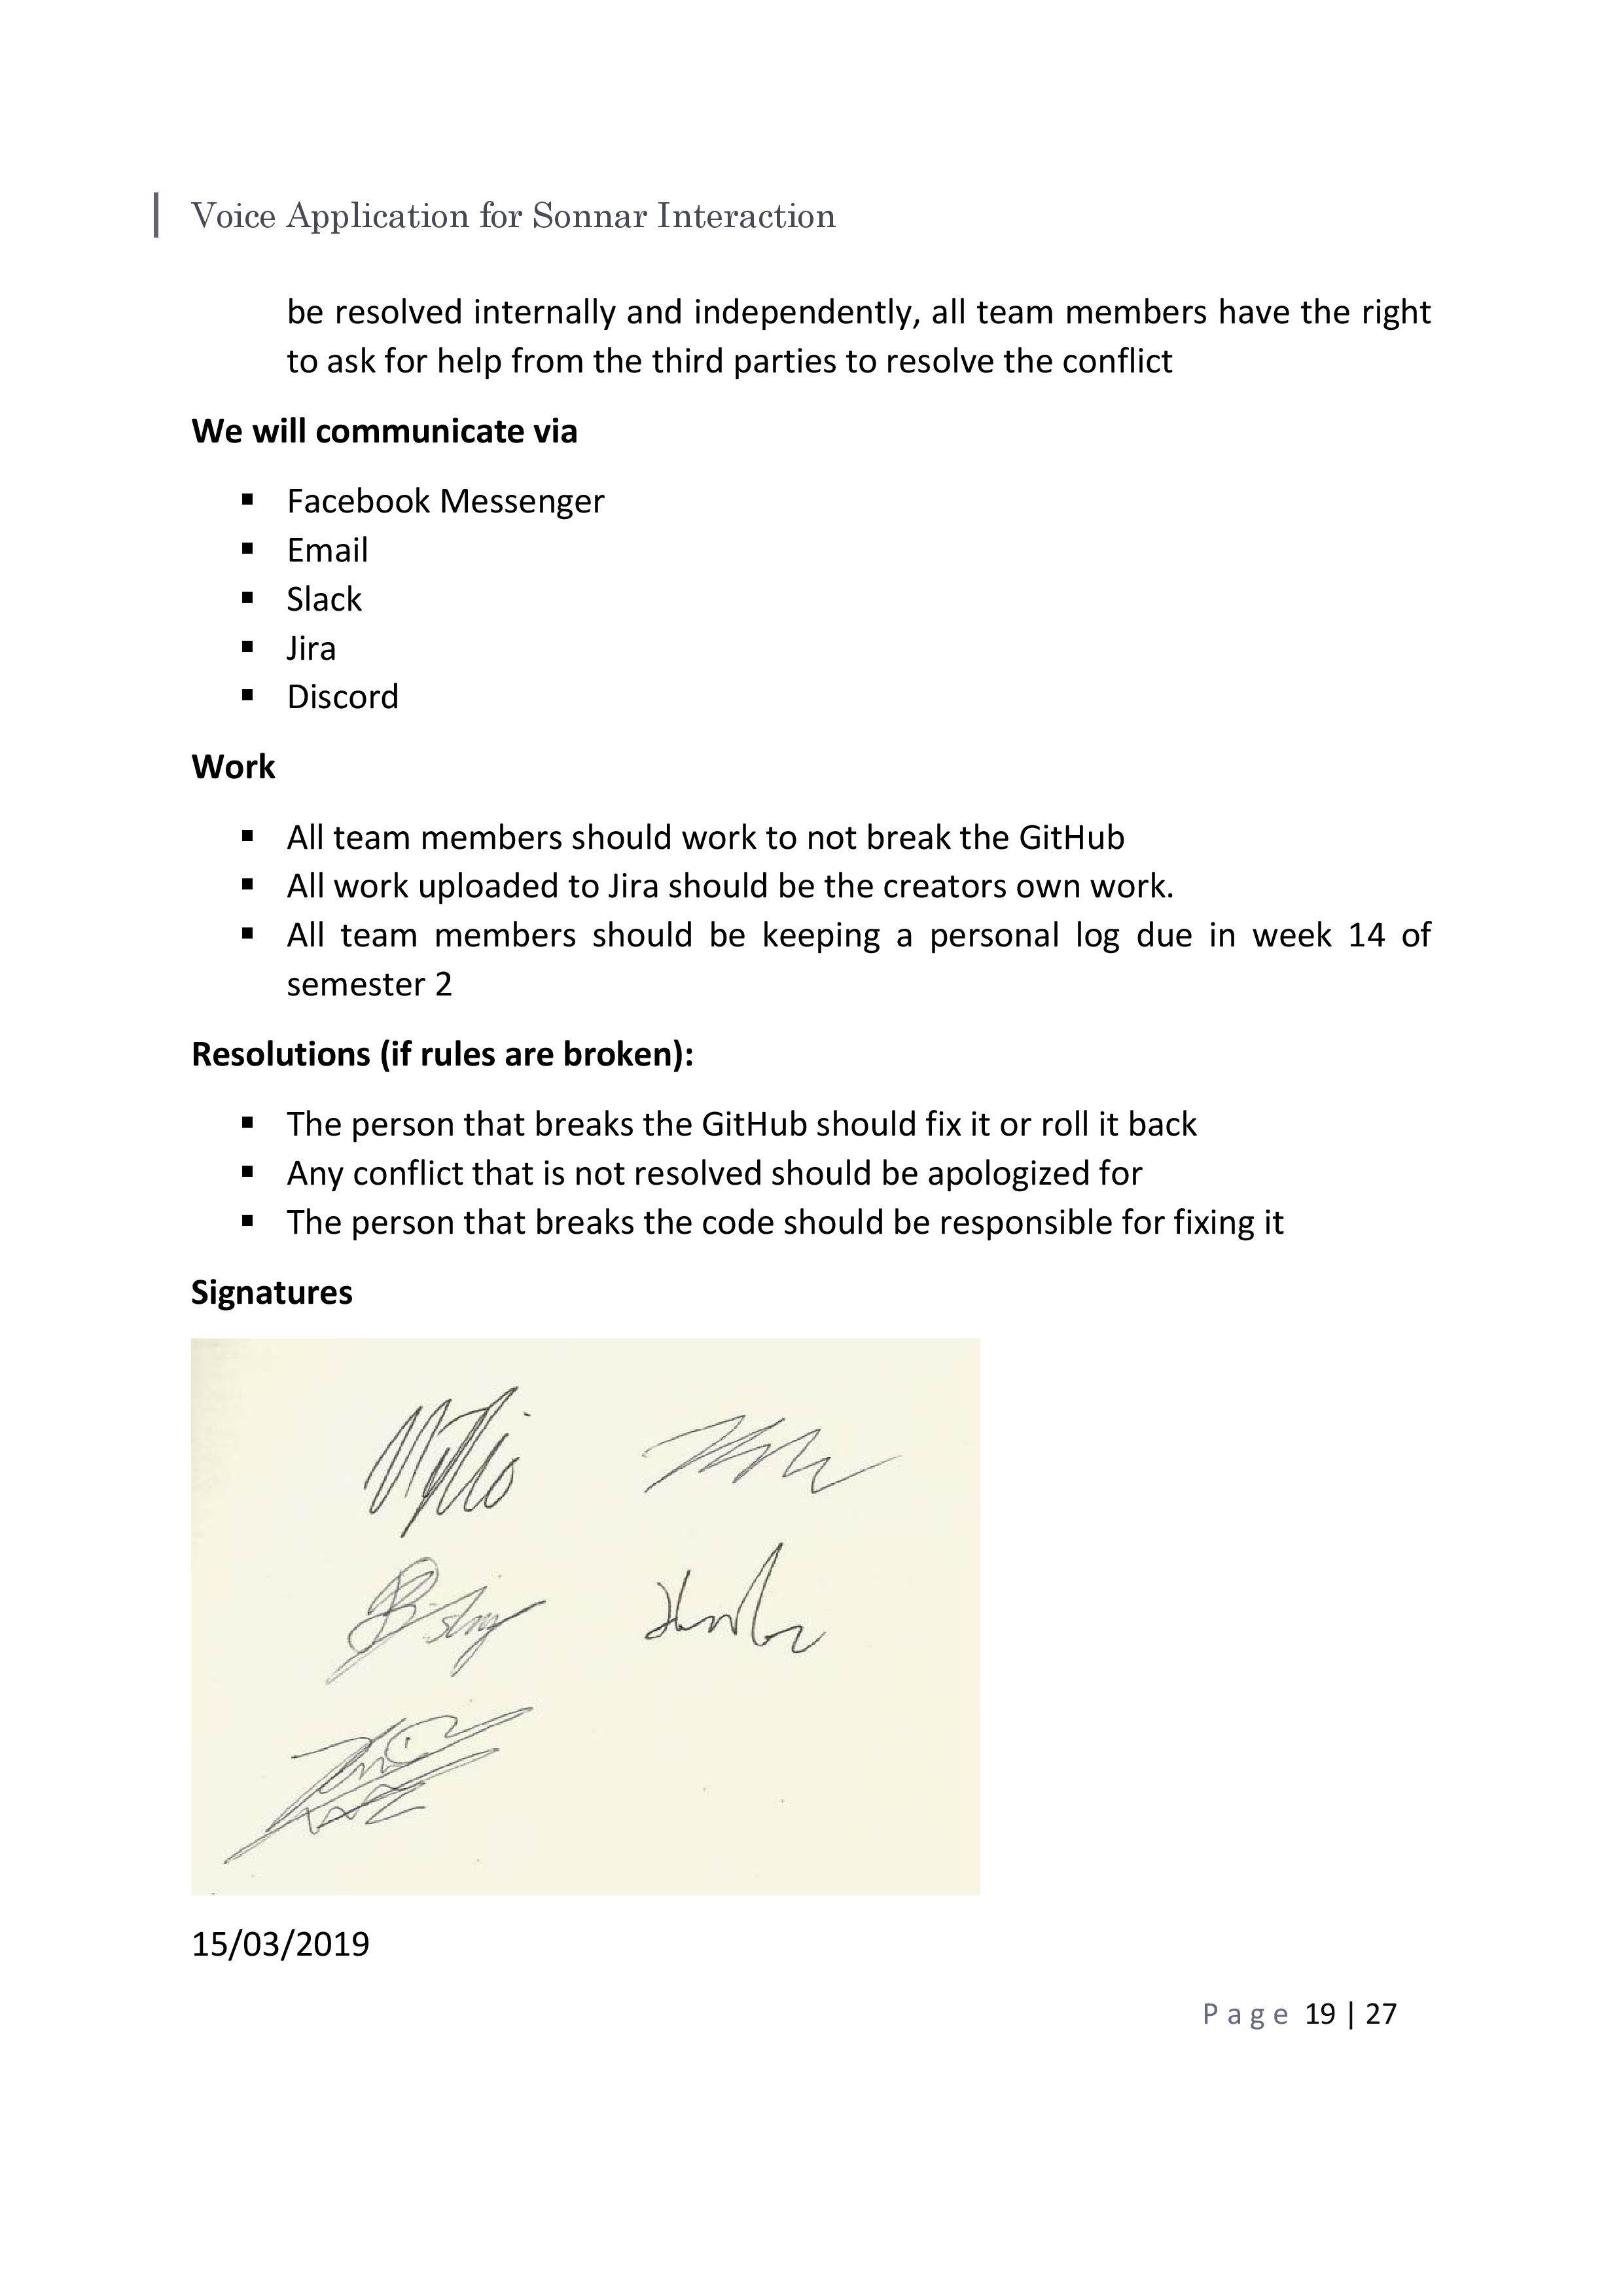 Voice Application for Sonnar Interaction
be resolved internally and independently, all team members have the right
to ask for help from the third parties to resolve the conflict
We will communicate via
▪ Facebook Messenger
▪ Email
▪ Slack
▪ Jira
▪ Discord
Work
▪ All team members should work to not break the GitHub
▪ All work uploaded to Jira should be the creators own work.
▪ All team members should be keeping a personal log due in week 14 of
semester 2
Resolutions (if rules are broken):
▪ The person that breaks the GitHub should fix it or roll it back
▪ Any conflict that is not resolved should be apologized for
▪ The person that breaks the code should be responsible for fixing it
Signatures
15/03/2019
Page 19 | 27